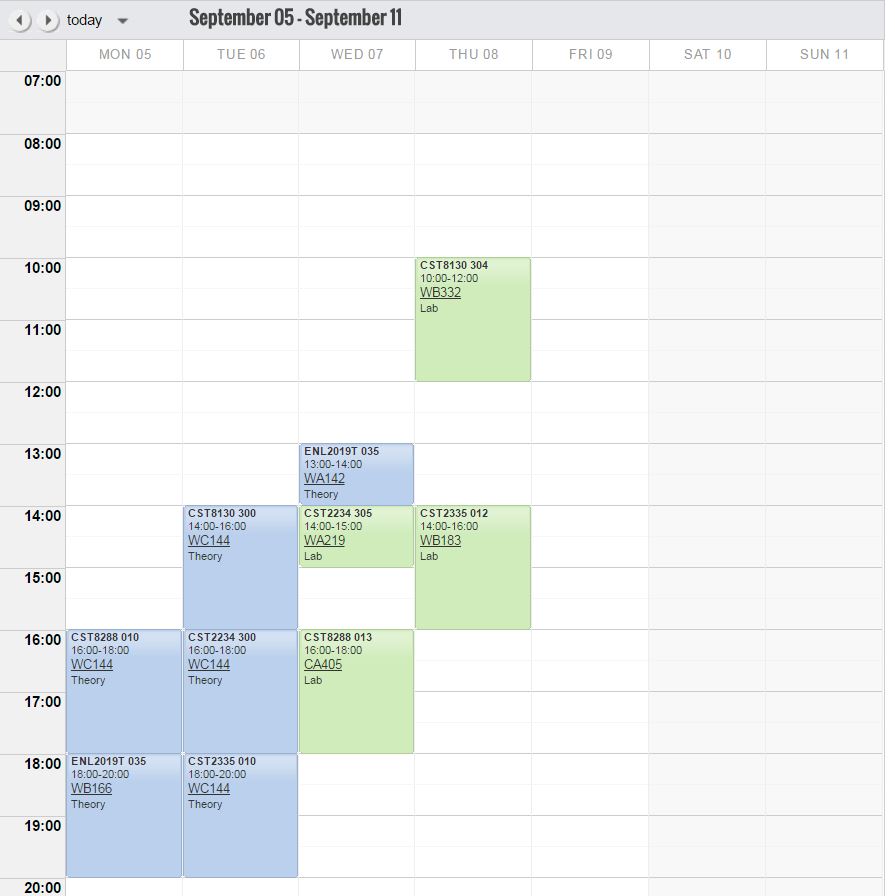 today
September 05 - September 11
MON 05
TUE 06
WED 07
THU 08
FRI 09
SAT 10
SUN 11
07:00
08:00
09:00
10:00
CST8130 304
10:00-12:00
WB332
Lab
11:00
12:00
13:00
ENL2019T 035
13:00-14:00
WA142
Theory
14:00
CST8130 300
14:00-16:00
WC144
Theory
CST2234 305
14:00-15:00
WA219
Lab
CST2335 012
14:00-16:00
WB183
Lab
15:00
16:00
CST8288 010
16:00-18:00
WC144
Theory
CST2234 300
16:00-18:00
WC144
Theory
CST8288 013
16:00-18:00
CA405
Lab
17:00
18:00
ENL2019T 035
18:00-20:00
WB166
Theory
CST2335 010
18:00-20:00
WC144
Theory
19:00
20:00